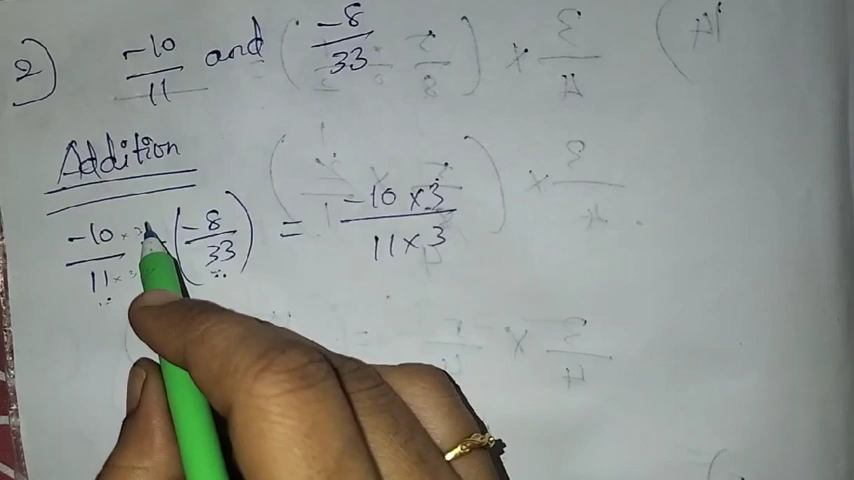 2) -10/11 and (-8/33)
Addition
-10×3/11×3 (-8/33) = -10×3/11×3